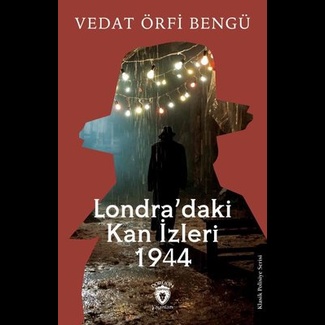 VEDAT ÖRFİ BENGÜ
Londra'daki
Kan İzleri
1944
Klasik Polisiye Serisi